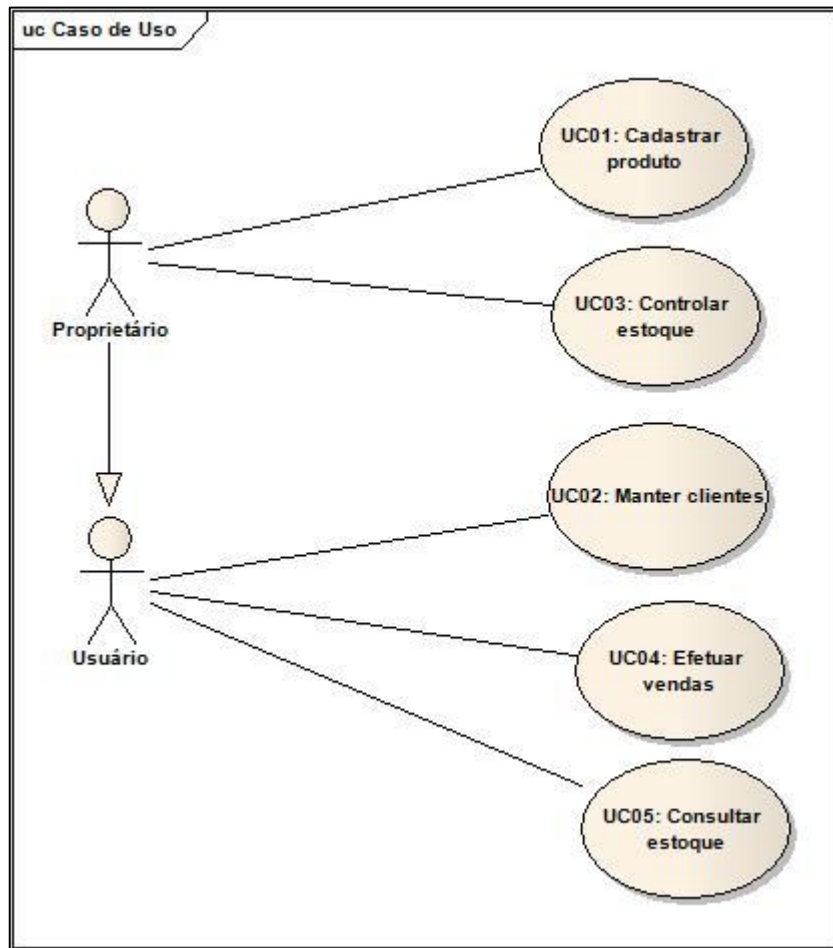 uc Caso de Uso
UC01: Cadastrar
produto
UC03: Controlar
estoque
Proprietário
UC02: Manter clientes
UC04: Efetuar
vendas
Usuário
UC05: Consultar
estoque